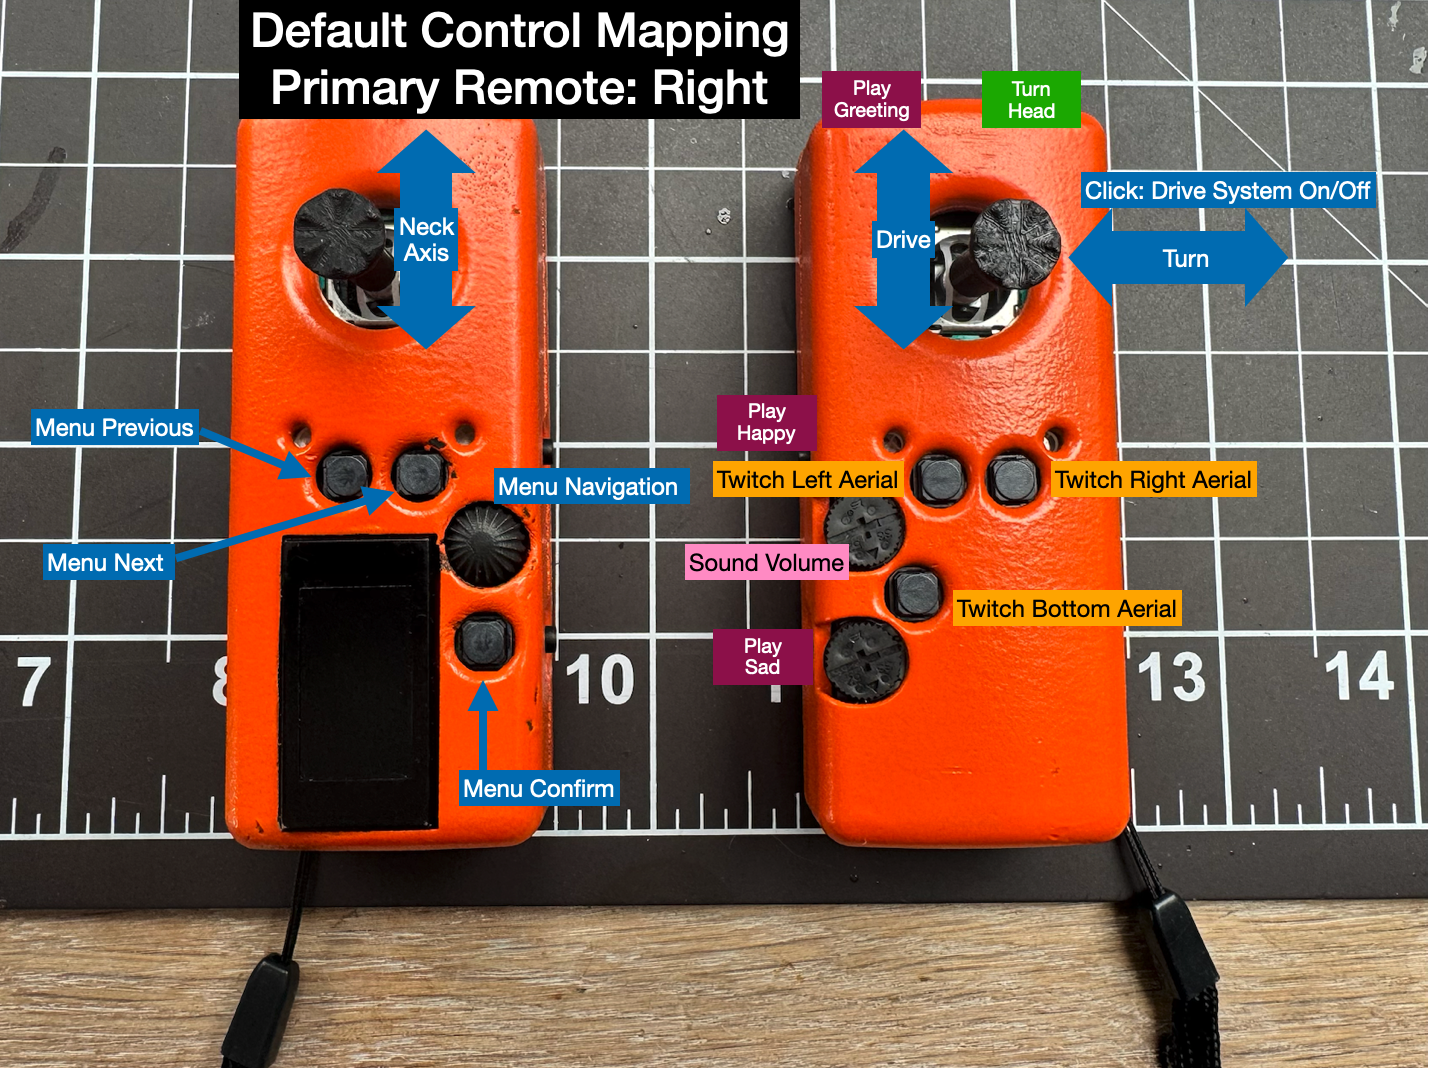 Default Control Mapping
Primary Remote: Right
Play
Greeting
Turn
Head
Click: Drive System On/Off
Neck
Axis
Drive
Turn
Play
Happy
Menu Previous
Twitch Left Aerial
Twitch Right Aerial
Menu Navigation
Menu Next
Sound Volume
Twitch Bottom Aerial
Play
Sad
7
8
10
1
13
14
Menu Confirm